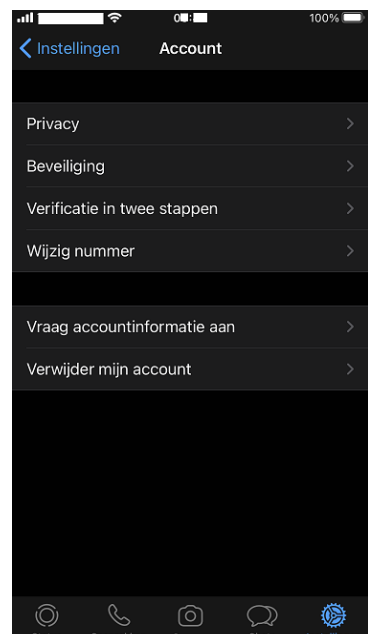 100%
Instellingen
Account
Privacy
Beveiliging
Verificatie in twee stappen
Wijzig nummer
Vraag accountinformatie aan
Verwijder mijn account